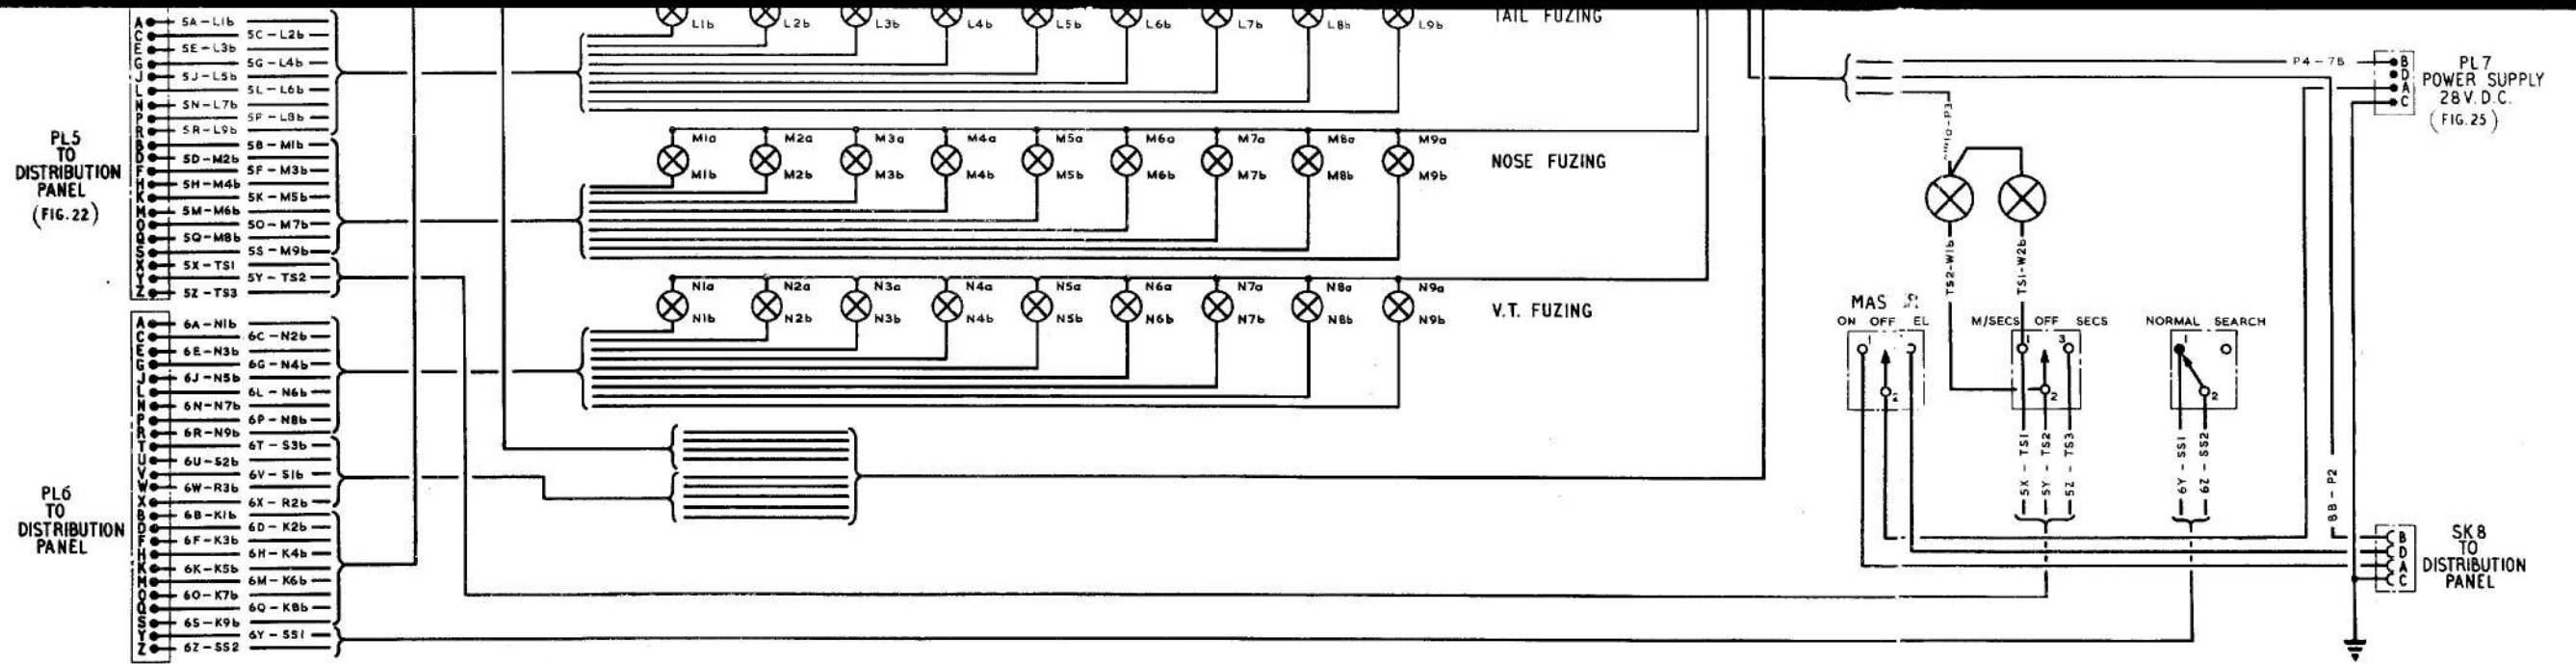 PL5
TO
DISTRIBUTION
PANEL
(FIG.22)
A 5A-L1b
C 5C-L2b
E 5E-L3b
G 5G-L4b
J 5J-L5b
L 5L-L6b
N 5N-L7b
P 5P-L8b
R 5R-L9b
B 5B-M1b
D 5D-M2b
F 5F-M3b
H 5H-M4b
K 5K-M5b
M 5M-M6b
O 5O-M7b
Q 5Q-M8b
S 5S-M9b
X 5X-TS1
Y 5Y-TS2
Z 5Z-TS3
PL6
TO
DISTRIBUTION
PANEL
A 6A-N1b
C 6C-N2b
E 6E-N3b
G 6G-N4b
J 6J-N5b
L 6L-N6b
N 6N-N7b
P 6P-N8b
R 6R-N9b
T 6T-S3b
U 6U-S2b
V 6V-S1b
W 6W-R3b
X 6X-R2b
B 6B-K1b
D 6D-K2b
F 6F-K3b
H 6H-K4b
K 6K-K5b
M 6M-K6b
O 6O-K7b
Q 6Q-K8b
S 6S-K9b
Y 6Y-SS1
Z 6Z-SS2
L1b L2b L3b L4b L5b L6b L7b L8b L9b
TAIL FUZING
M1a M2a M3a M4a M5a M6a M7a M8a M9a
M1b M2b M3b M4b M5b M6b M7b M8b M9b
NOSE FUZING
N1a N2a N3a N4a N5a N6a N7a N8a N9a
N1b N2b N3b N4b N5b N6b N7b N8b N9b
V.T. FUZING
P4-7B
B
D
A
C
PL7
POWER SUPPLY
28V.D.C.
(FIG.25)
TS2-W1b
TS1-W2b
MAS
ON OFF EL
1
2
M/SECS OFF SECS
1 3
2
NORMAL SEARCH
1
2
5X - TS1
5Y - TS2
5Z - TS3
6Y - SS1
6Z - SS2
8B - P2
B
D
A
C
SK8
TO
DISTRIBUTION
PANEL